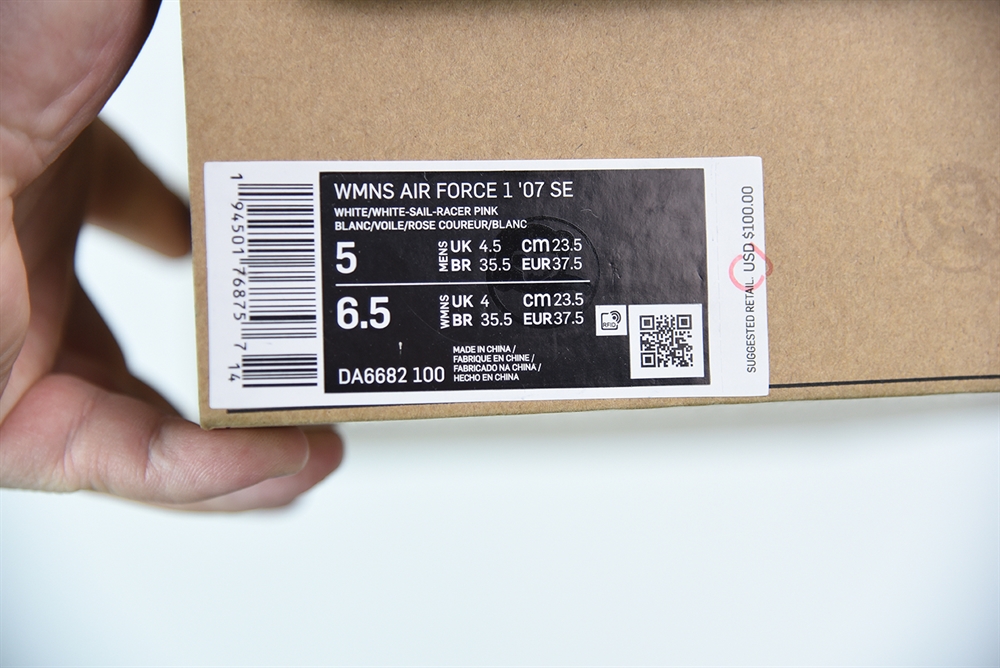 WMNS AIR FORCE 1 '07 SE
WHITE/WHITE-SAIL-RACER PINK
BLANC/VOILE/ROSE COUREUR/BLANC
5 MENS UK 4.5 cm 23.5
BR 35.5 EUR 37.5
6.5 WMNS UK 4 cm 23.5
BR 35.5 EUR 37.5
RFID
MADE IN CHINA /
FABRIQUE EN CHINE /
FABRICADO NA CHINA /
HECHO EN CHINA
DA6682 100
1 94501 76875 7 14
SUGGESTED RETAIL USD $100.00